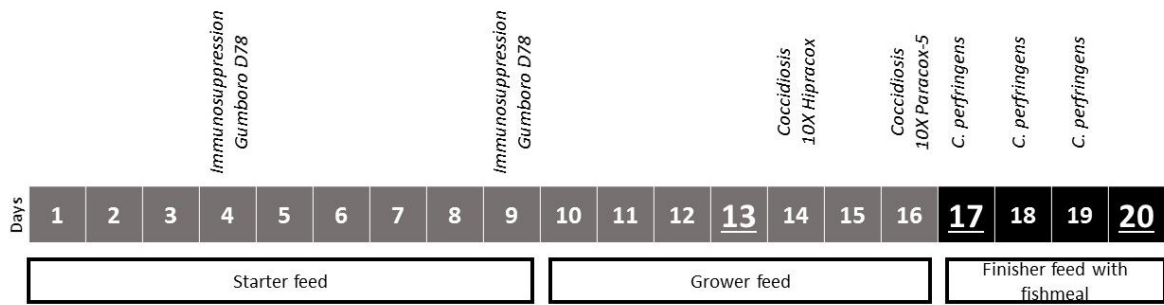 Immunosuppression
Gumboro D78
Immunosuppression
Gumboro D78
Coccidiosis
10X Hipracox
Coccidiosis
10X Paracox-5
C. perfringens
C. perfringens
C. perfringens
Days
1 2 3 4 5 6 7 8 9 10 11 12 13 14 15 16 17 18 19 20
Starter feed
Grower feed
Finisher feed with
fishmeal